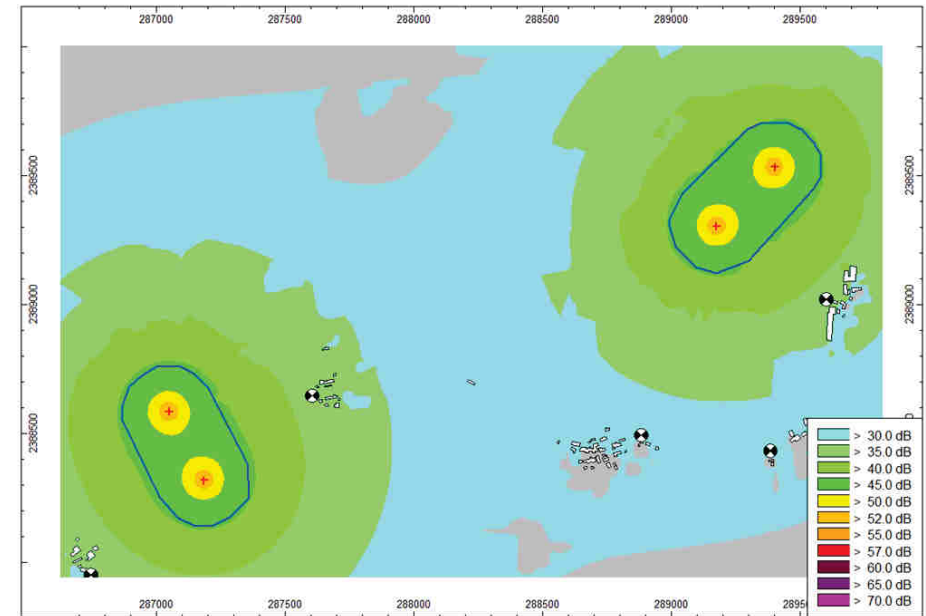 287000 287500 288000 288500 289000 289500
2389500 2389500
2389000 2389000
2388500
> 30.0 dB
> 35.0 dB
> 40.0 dB
> 45.0 dB
> 50.0 dB
> 52.0 dB
> 55.0 dB
> 57.0 dB
> 60.0 dB
> 65.0 dB
> 70.0 dB
287000 287500 288000 288500 289000